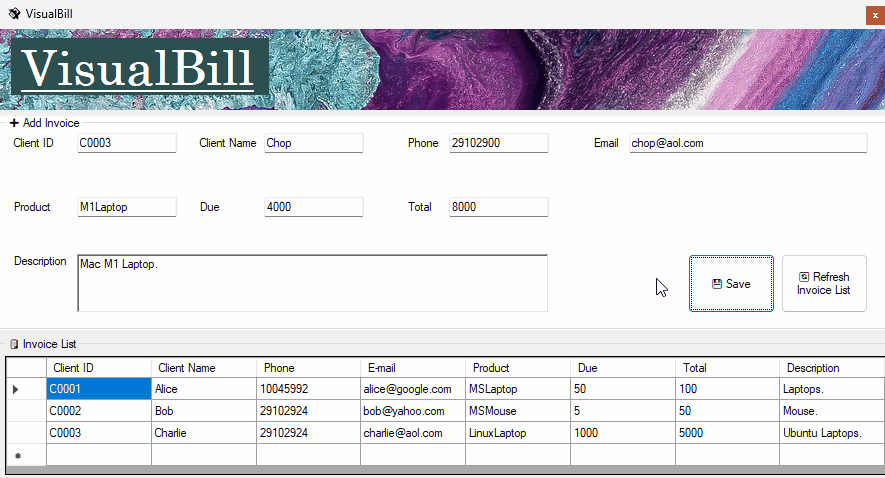 VisualBill
x
VisualBill
Add Invoice
Client ID C0003 Client Name Chop Phone 29102900 Email chop@aol.com
Product M1Laptop Due 4000 Total 8000
Description Mac M1 Laptop.
Save
Refresh
Invoice List
Invoice List
Client ID Client Name Phone E-mail Product Due Total Description
C0001 Alice 10045992 alice@google.com MSLaptop 50 100 Laptops.
C0002 Bob 29102924 bob@yahoo.com MSMouse 5 50 Mouse.
C0003 Charlie 29102924 charlie@aol.com LinuxLaptop 1000 5000 Ubuntu Laptops.